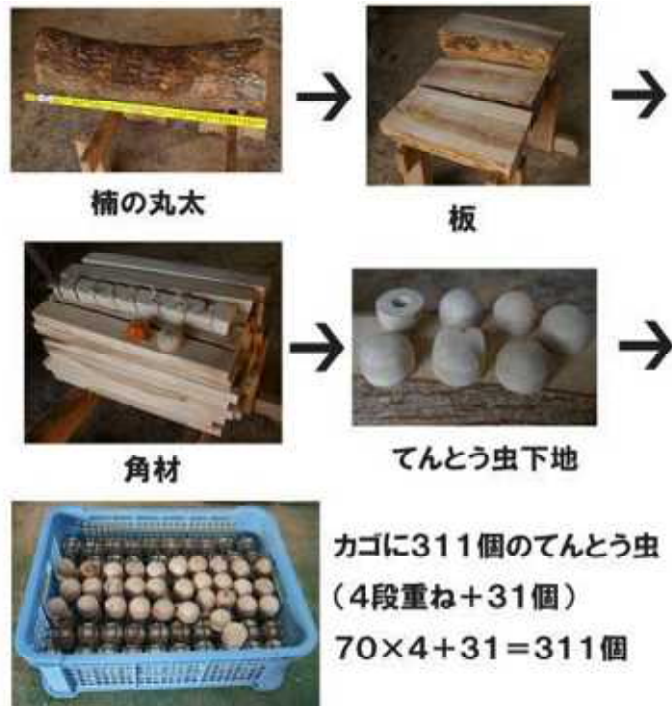 楠の丸太
板
角材
てんとう虫下地
カゴに311個のてんとう虫
(4段重ね+31個)
70×4+31=311個